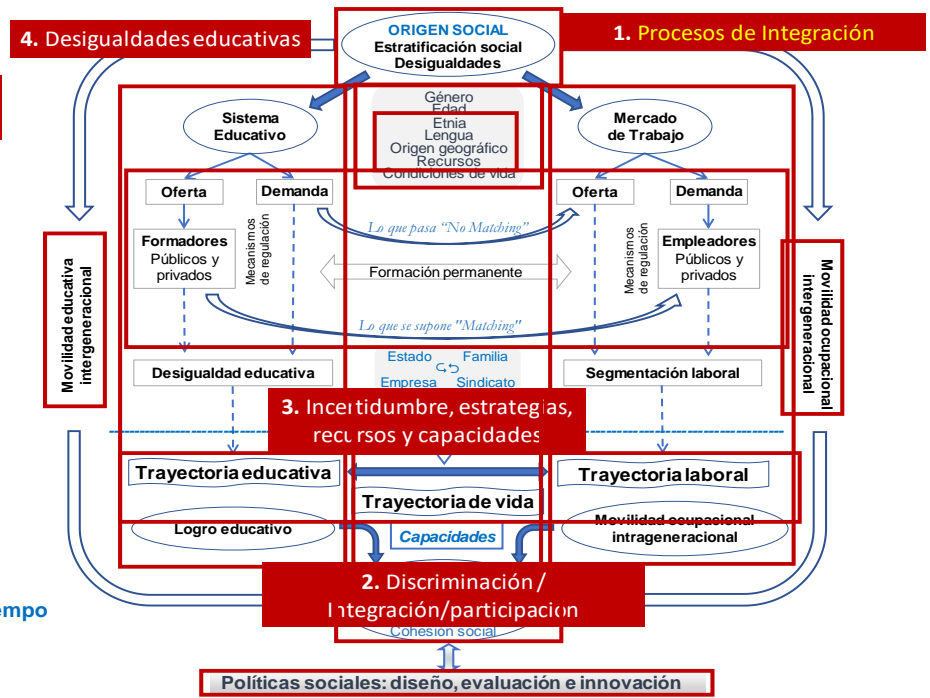 4. Desigualdades educativas
ORIGEN SOCIAL
Estratificación social
Desigualdades
1. Procesos de Integración
Género
Edad
Etnia
Lengua
Origen geográfico
Recursos
Condiciones de vida
Sistema
Educativo
Mercado
de Trabajo
Oferta
Demanda
Oferta
Demanda
Lo que pasa "No Matching"
Formadores
Públicos y
privados
Mecanismos
de regulación
Formación permanente
Mecanismos
de regulación
Empleadores
Públicos y
privados
Movilidad educativa
intergeneracional
Movilidad ocupacional
intergeneracional
Lo que se supone "Matching"
Estado
Familia
Empresa
Sindicato
Desigualdad educativa
Segmentación laboral
3. Incertidumbre, estrategias,
recursos y capacidades
Trayectoria educativa
Trayectoria laboral
Trayectoria de vida
Logro educativo
Movilidad ocupacional
intrageneracional
Capacidades
2. Discriminación/
Integración/participacion
empo
Cohesión social
Políticas sociales: diseño, evaluación e innovación